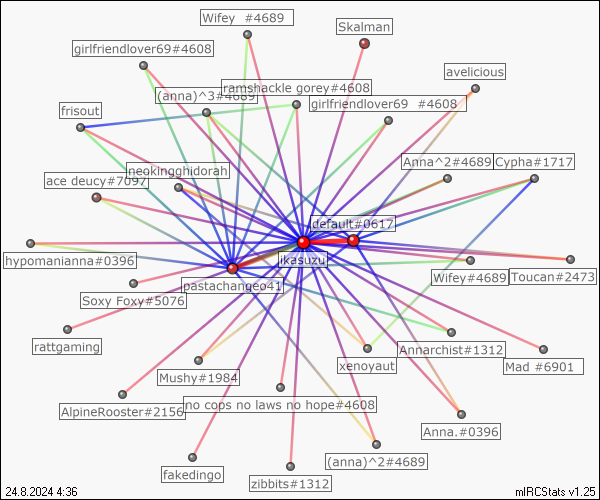 Wifey #4689
Skalman
girlfriendlover69#4608
avelicious
ramshackle gorey#4608
(anna)^3#4689
girlfriendlover69 #4608
frisout
Anna^2#4689
Cypha#1717
neokingghidorah
ace deucy#7097
default#0617
hypomanianna#0396
jikasuzu
Wifey#4689
Toucan#2473
pastachangeo41
Soxy Foxy#5076
rattgaming
Annarchist#1312
xenoyaut
Mad #6901
Mushy#1984
AlpineRooster#2156
no cops no laws no hope#4608
Anna.#0396
fakedingo
(anna)^2#4689
zibbits#1312
24.8.2024 4:36
mIRCStats v1.25